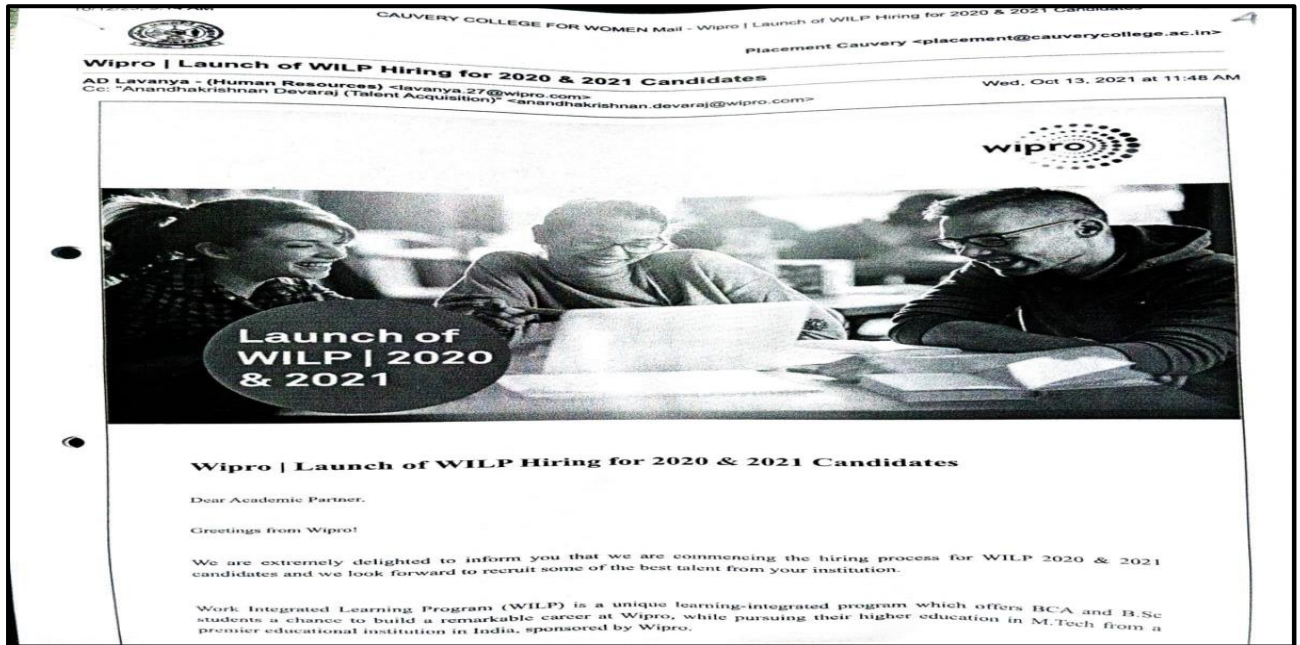 CAUVERY COLLEGE FOR WOMEN Mail - Wipro | Launch of WILP Hiring for 2020 & 2021 Candidates
4
Placement Cauvery <placement@cauverycollege.ac.in>
Wipro | Launch of WILP Hiring for 2020 & 2021 Candidates
AD Lavanya - (Human Resources) <lavanya.27@wipro.com>
Wed, Oct 13, 2021 at 11:48 AM
Cc: "Anandhakrishnan Devaraj (Talent Acquisition)" <anandhakrishnan.devaraj@wipro.com>
wipro
Launch of
WILP | 2020
& 2021
Wipro | Launch of WILP Hiring for 2020 & 2021 Candidates
Dear Academic Partner,
Greetings from Wipro!
We are extremely delighted to inform you that we are commencing the hiring process for WILP 2020 & 2021
candidates and we look forward to recruit some of the best talent from your institution.
Work Integrated Learning Program (WILP) is a unique learning-integrated program which offers BCA and B.Sc
students a chance to build a remarkable career at Wipro, while pursuing their higher education in M.Tech from a
premier educational institution in India, sponsored by Wipro.